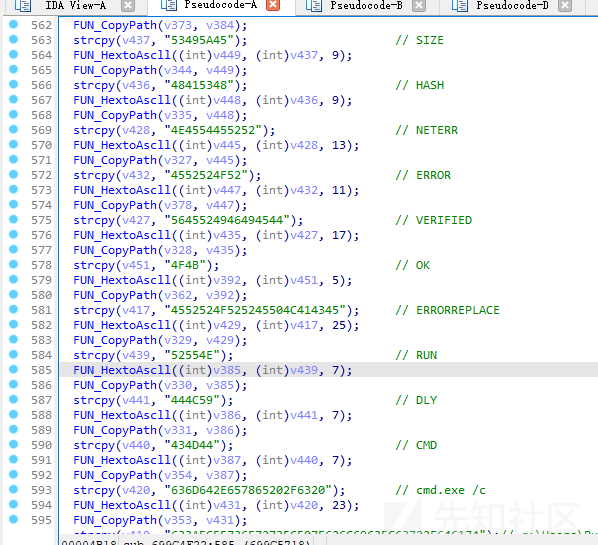 IDA View-A Pseudocode-A Pseudocode-B Pseudocode-D
562 FUN_CopyPath(v373, v384);
563 strcpy(v437, "53495A45"); // SIZE
564 FUN_HextoAscll((int)v449, (int)v437, 9);
565 FUN_CopyPath(v344, v449);
566 strcpy(v436, "48415348"); // HASH
567 FUN_HextoAscll((int)v448, (int)v436, 9);
568 FUN_CopyPath(v335, v448);
569 strcpy(v428, "4E4554455252"); // NETERR
570 FUN_HextoAscll((int)v445, (int)v428, 13);
571 FUN_CopyPath(v327, v445);
572 strcpy(v432, "4552524F52"); // ERROR
573 FUN_HextoAscll((int)v447, (int)v432, 11);
574 FUN_CopyPath(v378, v447);
575 strcpy(v427, "5645524946494544"); // VERIFIED
576 FUN_HextoAscll((int)v435, (int)v427, 17);
577 FUN_CopyPath(v328, v435);
578 strcpy(v451, "4F4B"); // OK
579 FUN_HextoAscll((int)v392, (int)v451, 5);
580 FUN_CopyPath(v362, v392);
581 strcpy(v417, "4552524F525245504C414345"); // ERRORREPLACE
582 FUN_HextoAscll((int)v429, (int)v417, 25);
583 FUN_CopyPath(v329, v429);
584 strcpy(v439, "52554E"); // RUN
585 FUN_HextoAscll((int)v385, (int)v439, 7);
586 FUN_CopyPath(v330, v385);
587 strcpy(v441, "444C59"); // DLY
588 FUN_HextoAscll((int)v386, (int)v441, 7);
589 FUN_CopyPath(v331, v386);
590 strcpy(v440, "434D44"); // CMD
591 FUN_HextoAscll((int)v387, (int)v440, 7);
592 FUN_CopyPath(v354, v387);
593 strcpy(v420, "636D642E657865202F6320"); // cmd.exe /c
594 FUN_HextoAscll((int)v431, (int)v420, 23);
595 FUN_CopyPath(v353, v431);
先知社区